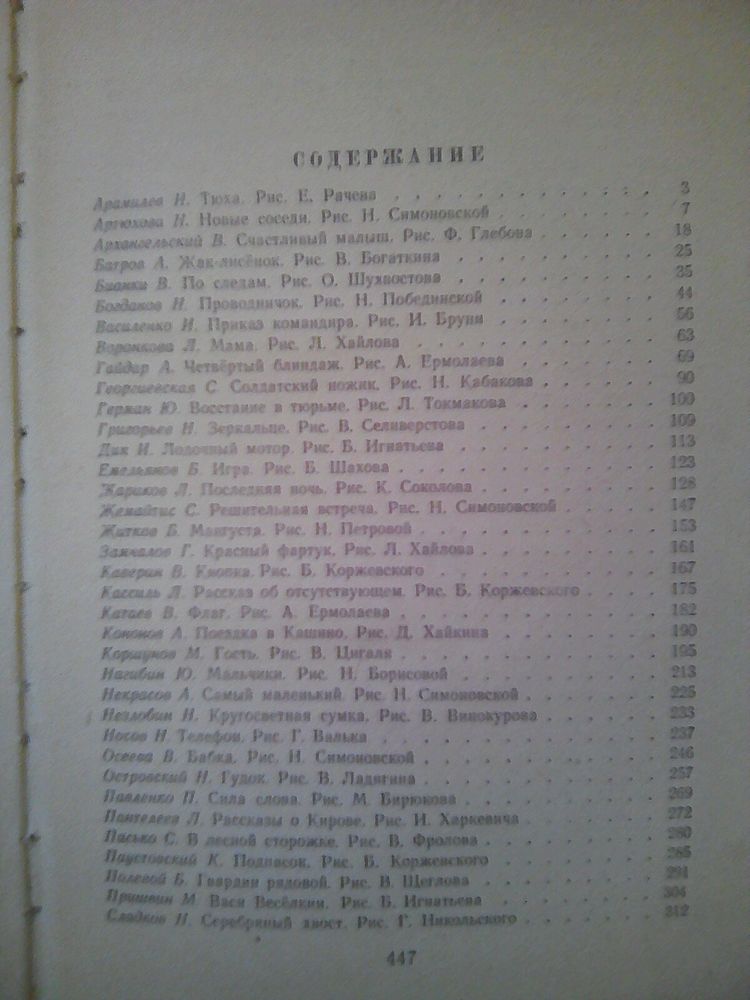 СОДЕРЖАНИЕ
Арамилев И. Тюха. Рис. Е. Рачева . . . . . . . . . . . . 3
Артюхова Н. Новые соседи. Рис. Н. Симоновской . . . . . . . . 7
Архангельский В. Счастливый малыш. Рис. Ф. Глебова . . . . . . 18
Батров А. Жак-лисёнок. Рис. В. Богаткина . . . . . . . . . . 25
Бианки В. По следам. Рис. О. Шухвостова . . . . . . . . . . 35
Богданов Н. Проводничок. Рис. Н. Побединской . . . . . . . . 44
Василенко И. Приказ командира. Рис. И. Бруни . . . . . . . . 56
Воронкова Л. Мама. Рис. Л. Хайлова . . . . . . . . . . . 63
Гайдар А. Четвёртый блиндаж. Рис. А. Ермолаева . . . . . . . 69
Георгиевская С. Солдатский ножик. Рис. Н. Кабакова . . . . . . 90
Герман Ю. Восстание в тюрьме. Рис. Л. Токмакова . . . . . . . 100
Григорьев Н. Зеркальце. Рис. В. Селиверстова . . . . . . . . . 109
Дик И. Лодочный мотор. Рис. Б. Игнатьева . . . . . . . . . . 113
Емельянов Б. Игра. Рис. Б. Шахова . . . . . . . . . . . . 123
Жариков Л. Последняя ночь. Рис. К. Соколова . . . . . . . . 128
Жемайтис С. Решительная встреча. Рис. Н. Симоновской . . . . . 147
Житков Б. Мангуста. Рис. Н. Петровой . . . . . . . . . . . 153
Замчалов Г. Красный фартук. Рис. Л. Хайлова . . . . . . . . . 161
Каверин В. Кнопка. Рис. Б. Коржевского . . . . . . . . . . 167
Кассиль Л. Рассказ об отсутствующем. Рис. Б. Коржевского . . . . 175
Катаев В. Флаг. Рис. А. Ермолаева . . . . . . . . . . . . 182
Кононов А. Поездка в Кашино. Рис. Д. Хайкина . . . . . . . . 190
Коршунов М. Гость. Рис. В. Цигаля . . . . . . . . . . . . 195
Нагибин Ю. Мальчики. Рис. Н. Борисовой . . . . . . . . . . 213
Некрасов А. Самый маленький. Рис. Н. Симоновской . . . . . . . 225
Незлобин Н. Кругосветная сумка. Рис. В. Винокурова . . . . . . 233
Носов Н. Телефон. Рис. Г. Валька . . . . . . . . . . . . 237
Осеева В. Бабка. Рис. Н. Симоновской . . . . . . . . . . . 246
Островский Н. Гудок. Рис. В. Ладягина . . . . . . . . . . . 257
Павленко П. Сила слова. Рис. М. Бирюкова . . . . . . . . . 269
Пантелеев Л. Рассказы о Кирове. Рис. И. Харкевича . . . . . . . 272
Пасько С. В лесной сторожке. Рис. В. Фролова . . . . . . . . 280
Паустовский К. Подпасок. Рис. Б. Коржевского . . . . . . . . 285
Полевой Б. Гвардии рядовой. Рис. В. Щеглова . . . . . . . . . 291
Пришвин М. Вася Весёлкин. Рис. Б. Игнатьева . . . . . . . . 304
Сладков Н. Серебряный хвост. Рис. Г. Никольского . . . . . . . 312
447